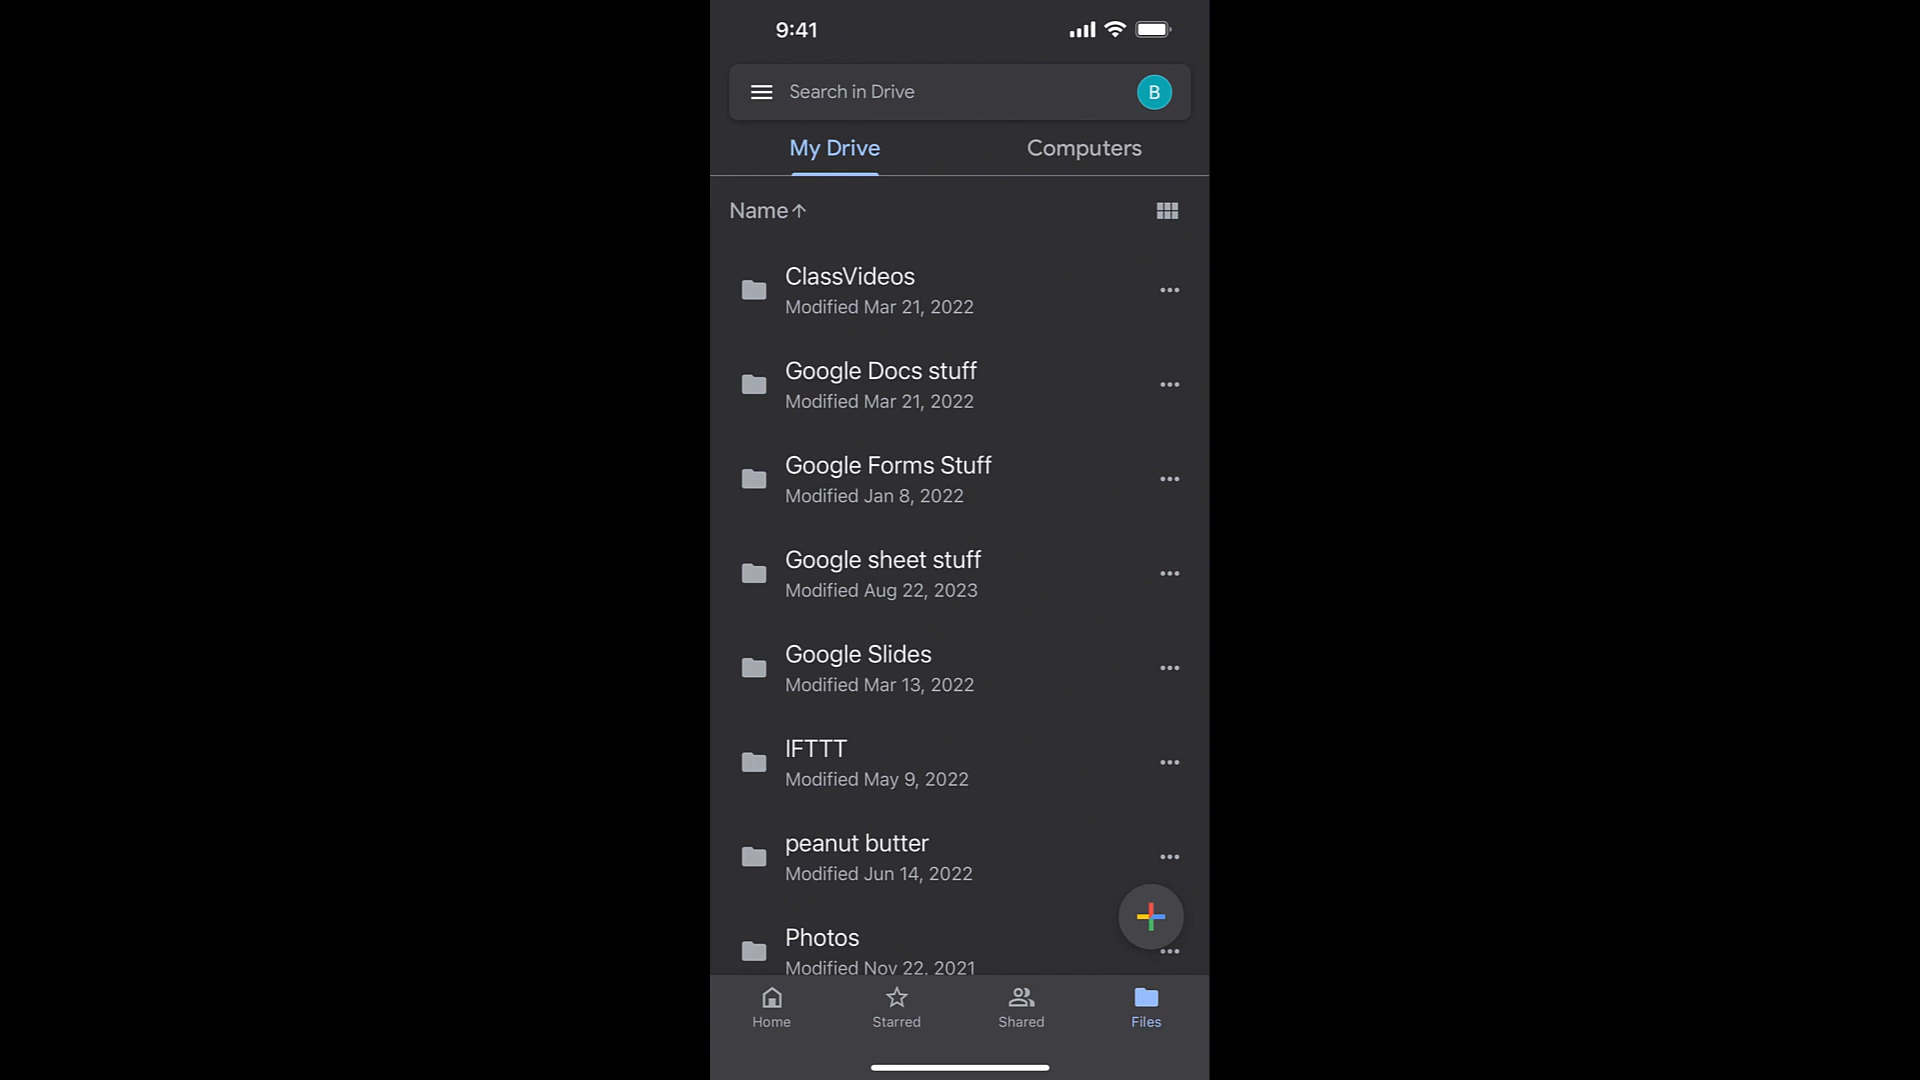 9:41
Search in Drive
B
My Drive
Computers
Name
ClassVideos
Modified Mar 21, 2022
Google Docs stuff
Modified Mar 21, 2022
Google Forms Stuff
Modified Jan 8, 2022
Google sheet stuff
Modified Aug 22, 2023
Google Slides
Modified Mar 13, 2022
IFTTT
Modified May 9, 2022
peanut butter
Modified Jun 14, 2022
Photos
Modified Nov 22, 2021
Home
Starred
Shared
Files